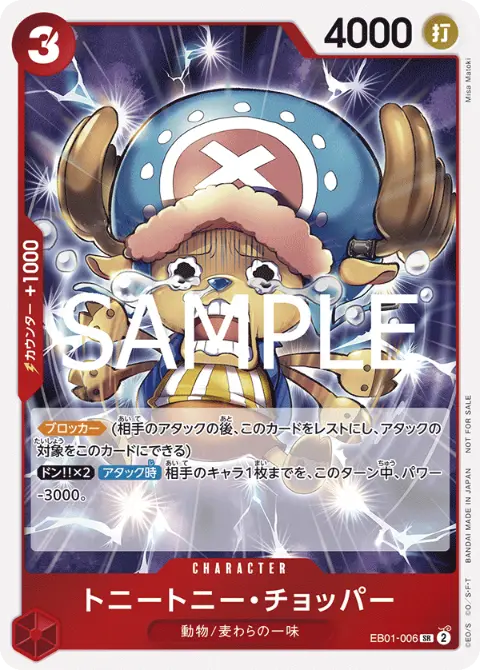 3
4000
打
Misa Matoki
カウンター +1000
SAMPLE
ブロッカー (相手のアタックの後、このカードをレストにし、アタックの
対象をこのカードにできる)
ドン!!×2 アタック時 相手のキャラ1枚までを、このターン中、パワー
-3000。
CHARACTER
トニートニー・チョッパー
動物/麦わらの一味
EB01-006 SR 2
©E/S ©O/S・F・T BANDAI MADE IN JAPAN NOT FOR SALE